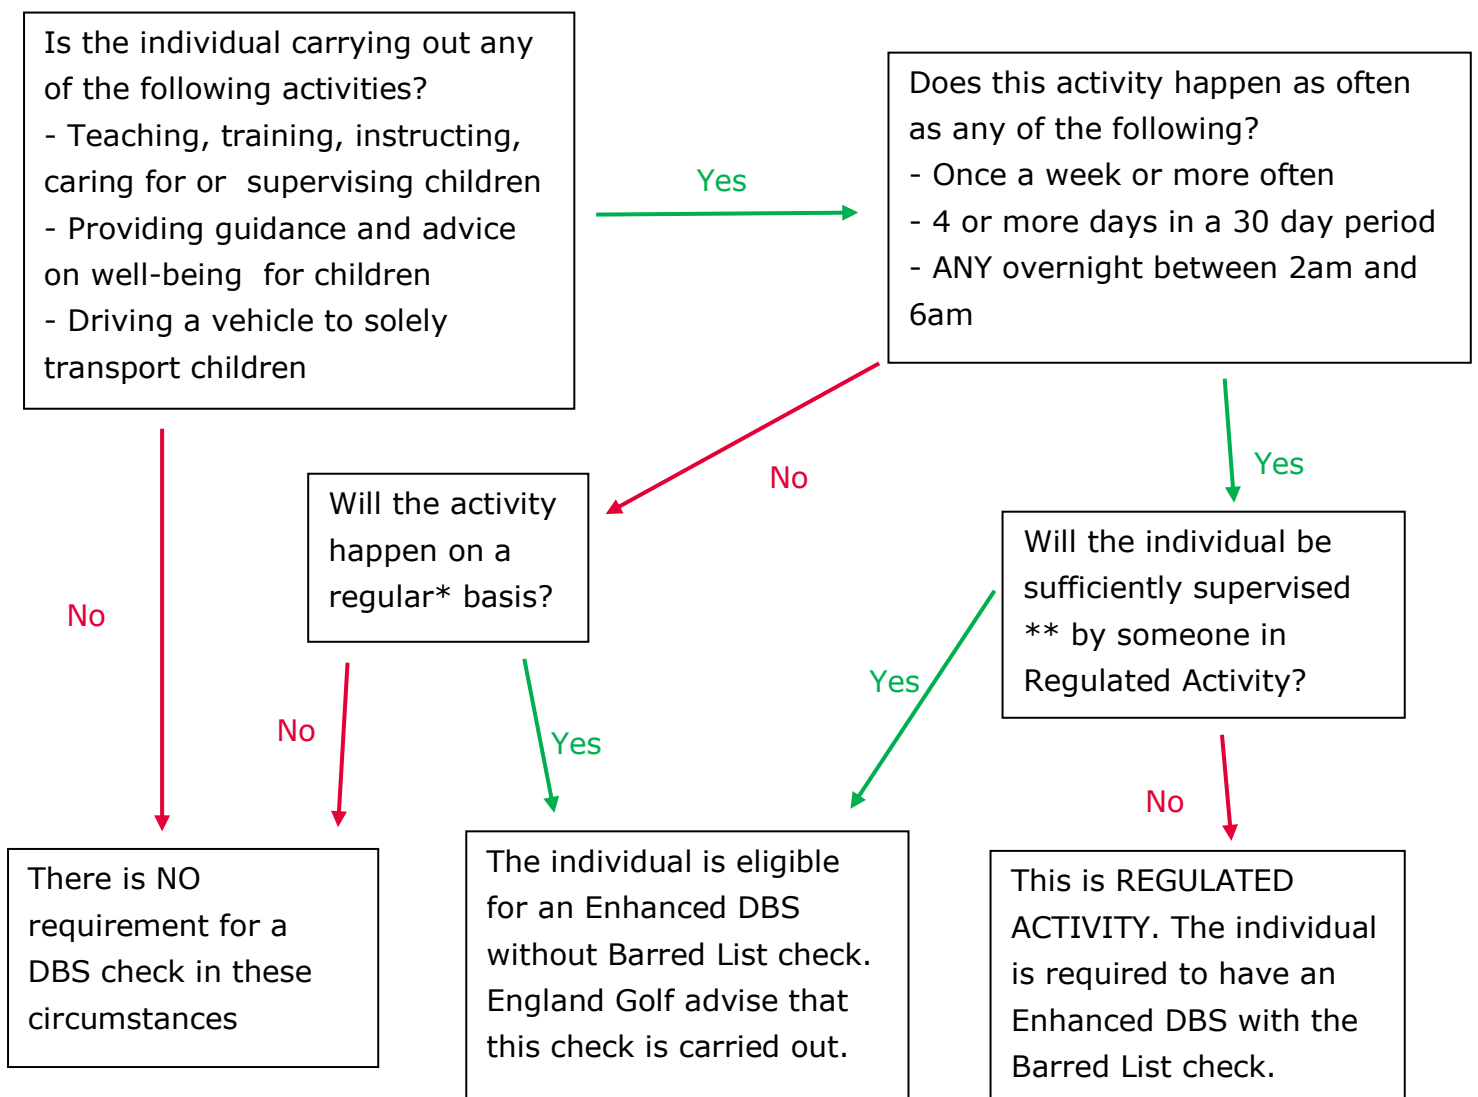 Is the individual carrying out any
of the following activities?
- Teaching, training, instructing,
caring for or  supervising children
- Providing guidance and advice
on well-being  for children
- Driving a vehicle to solely
transport children
Yes
Does this activity happen as often
as any of the following?
- Once a week or more often
- 4 or more days in a 30 day period
- ANY overnight between 2am and
6am
No
Yes
Will the activity
happen on a
regular* basis?
Will the individual be
sufficiently supervised
** by someone in
Regulated Activity?
No
No
Yes
Yes
No
There is NO
requirement for a
DBS check in these
circumstances
The individual is eligible
for an Enhanced DBS
without Barred List check.
England Golf advise that
this check is carried out.
This is REGULATED
ACTIVITY. The individual
is required to have an
Enhanced DBS with the
Barred List check.